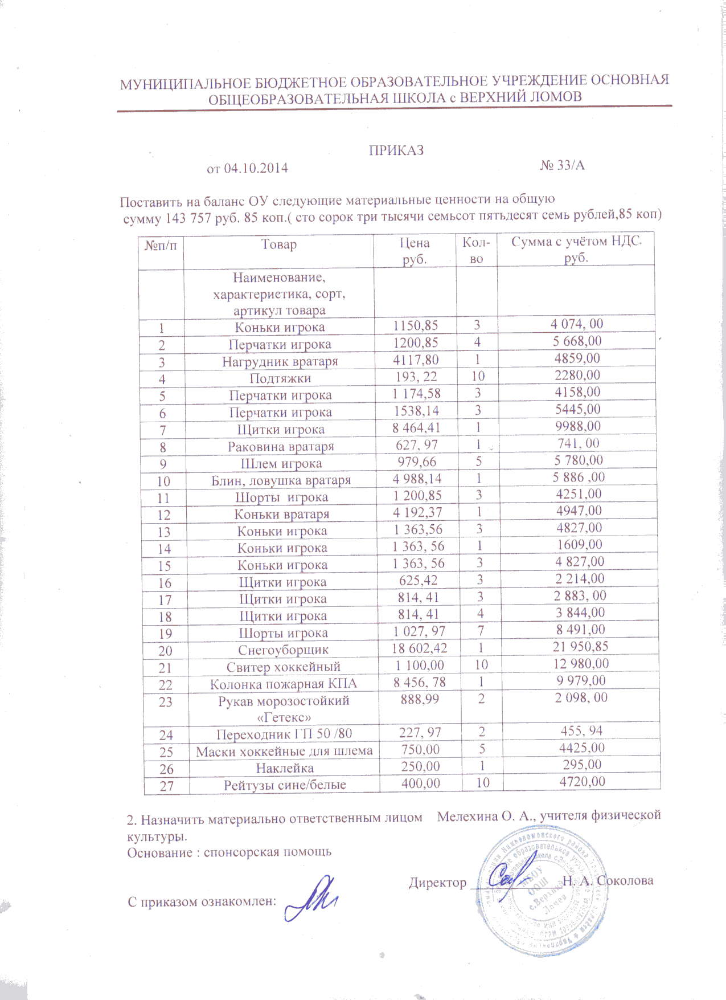 МУНИЦИПАЛЬНОЕ БЮДЖЕТНОЕ ОБРАЗОВАТЕЛЬНОЕ УЧРЕЖДЕНИЕ ОСНОВНАЯ
ОБЩЕОБРАЗОВАТЕЛЬНАЯ ШКОЛА с ВЕРХНИЙ ЛОМОВ
ПРИКАЗ
от 04.10.2014 № 33/А
Поставить на баланс ОУ следующие материальные ценности на общую
сумму 143 757 руб. 85 коп.( сто сорок три тысячи семьсот пятьдесят семь рублей,85 коп)
№п/п Товар Цена Кол- Сумма с учётом НДС.
руб. во руб.
Наименование,
характеристика, сорт,
артикул товара
1 Коньки игрока 1150,85 3 4 074, 00
2 Перчатки игрока 1200,85 4 5 668,00
3 Нагрудник вратаря 4117,80 1 4859,00
4 Подтяжки 193, 22 10 2280,00
5 Перчатки игрока 1 174,58 3 4158,00
6 Перчатки игрока 1538,14 3 5445,00
7 Щитки игрока 8 464,41 1 9988,00
8 Раковина вратаря 627, 97 1 741, 00
9 Шлем игрока 979,66 5 5 780,00
10 Блин, ловушка вратаря 4 988,14 1 5 886 ,00
11 Шорты игрока 1 200,85 3 4251,00
12 Коньки вратаря 4 192,37 1 4947,00
13 Коньки игрока 1 363,56 3 4827,00
14 Коньки игрока 1 363, 56 1 1609,00
15 Коньки игрока 1 363, 56 3 4 827,00
16 Щитки игрока 625,42 3 2 214,00
17 Щитки игрока 814, 41 3 2 883, 00
18 Щитки игрока 814, 41 4 3 844,00
19 Шорты игрока 1 027, 97 7 8 491,00
20 Снегоуборщик 18 602,42 1 21 950,85
21 Свитер хоккейный 1 100,00 10 12 980,00
22 Колонка пожарная КПА 8 456, 78 1 9 979,00
23 Рукав морозостойкий 888,99 2 2 098, 00
«Гетекс»
24 Переходник ГП 50 /80 227, 97 2 455, 94
25 Маски хоккейные для шлема 750,00 5 4425,00
26 Наклейка 250,00 1 295,00
27 Рейтузы сине/белые 400,00 10 4720,00
2. Назначить материально ответственным лицом Мелехина О. А., учителя физической
культуры.
Основание : спонсорская помощь
Директор Н. А. Соколова
С приказом ознакомлен:
МБОУ
ООШ
с.Верхний
Ломов